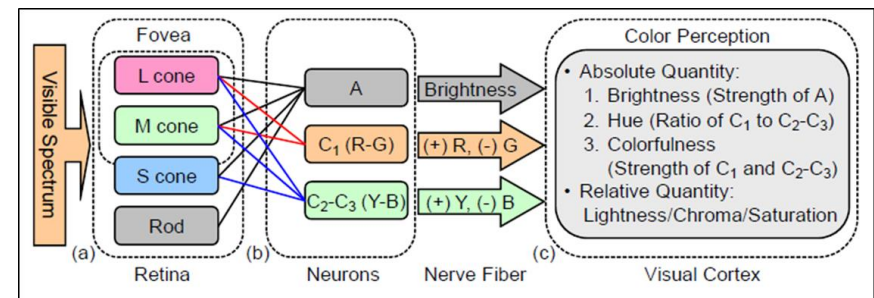 Visible Spectrum
Fovea
L cone
M cone
S cone
Rod
(a)
Retina
(b)
A
C₁ (R-G)
C₂-C₃ (Y-B)
Neurons
Brightness
(+) R, (-) G
(+) Y, (-) B
Nerve Fiber
(c)
Color Perception
• Absolute Quantity:
1. Brightness (Strength of A)
2. Hue (Ratio of C₁ to C₂-C₃)
3. Colorfulness
(Strength of C₁ and C₂-C₃)
• Relative Quantity:
Lightness/Chroma/Saturation
Visual Cortex